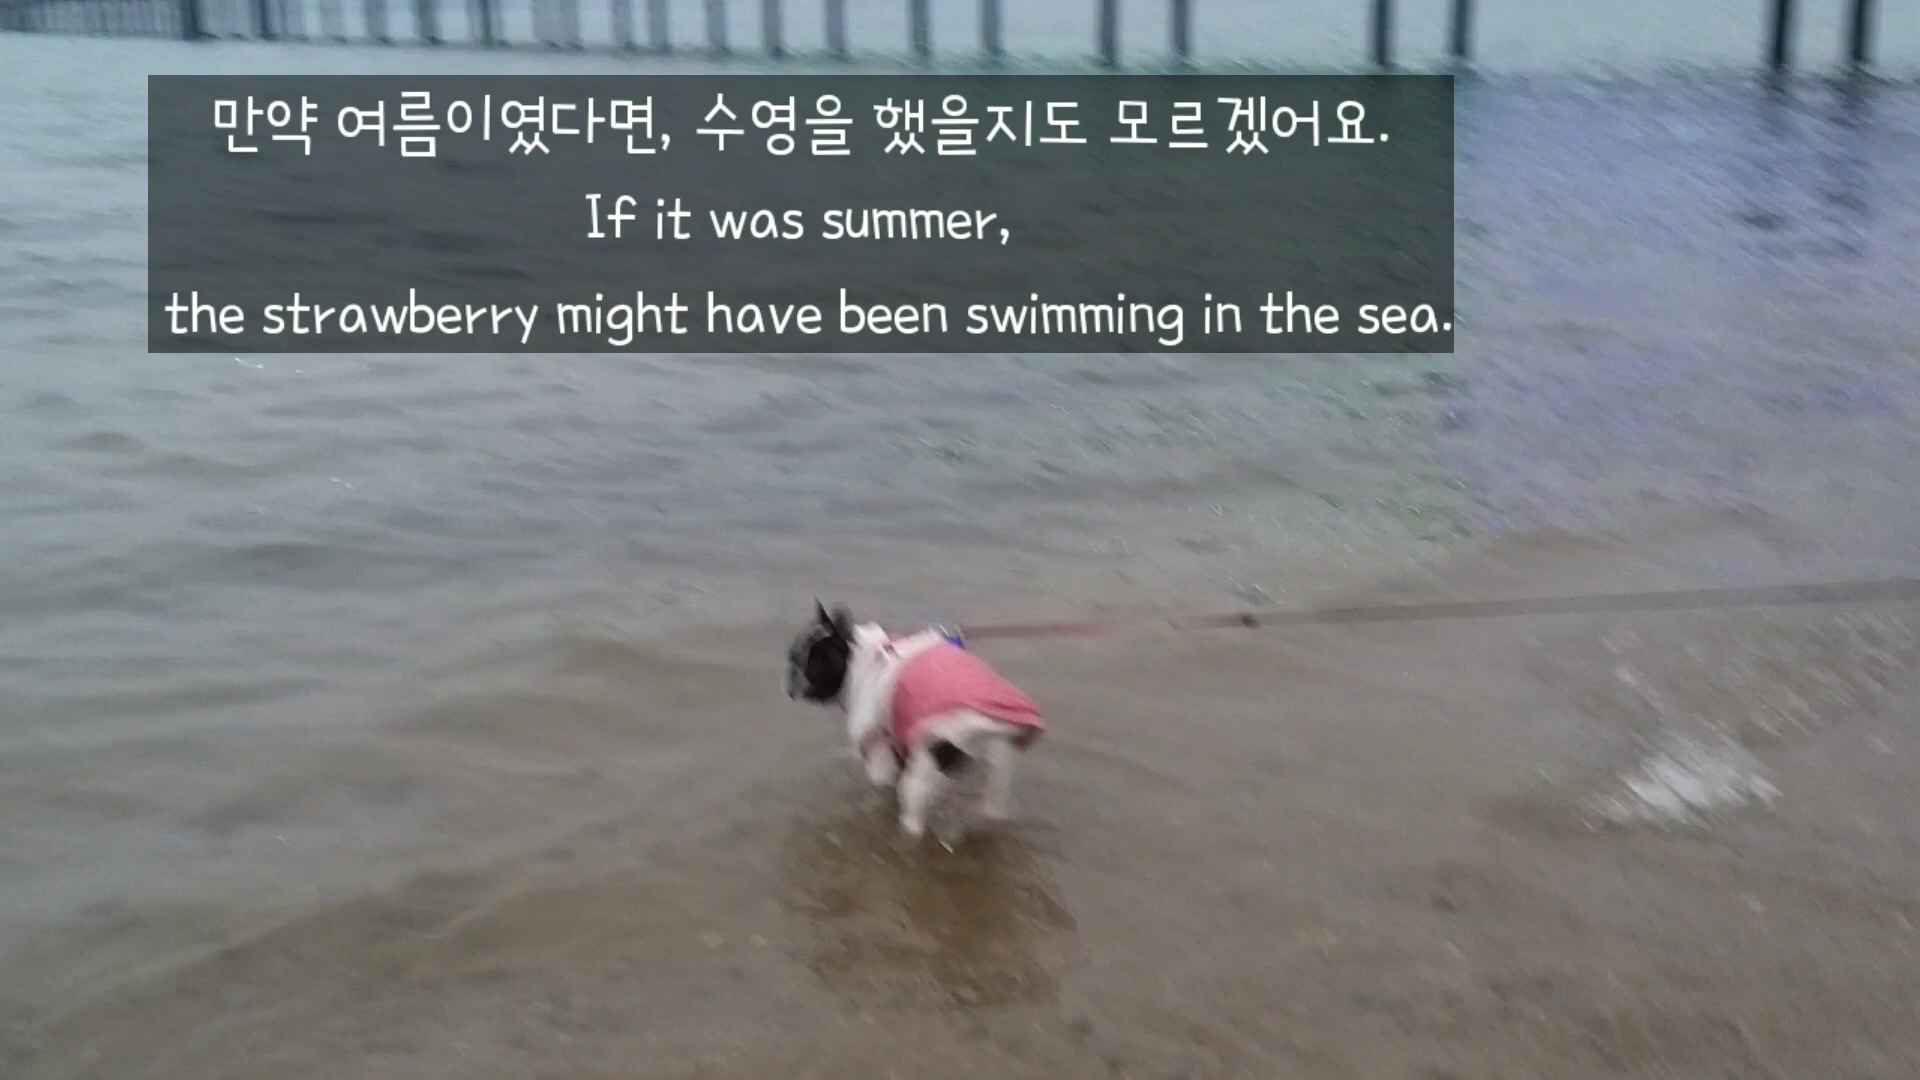 만약 여름이였다면, 수영을 했을지도 모르겠어요.
If it was summer,
the strawberry might have been swimming in the sea.